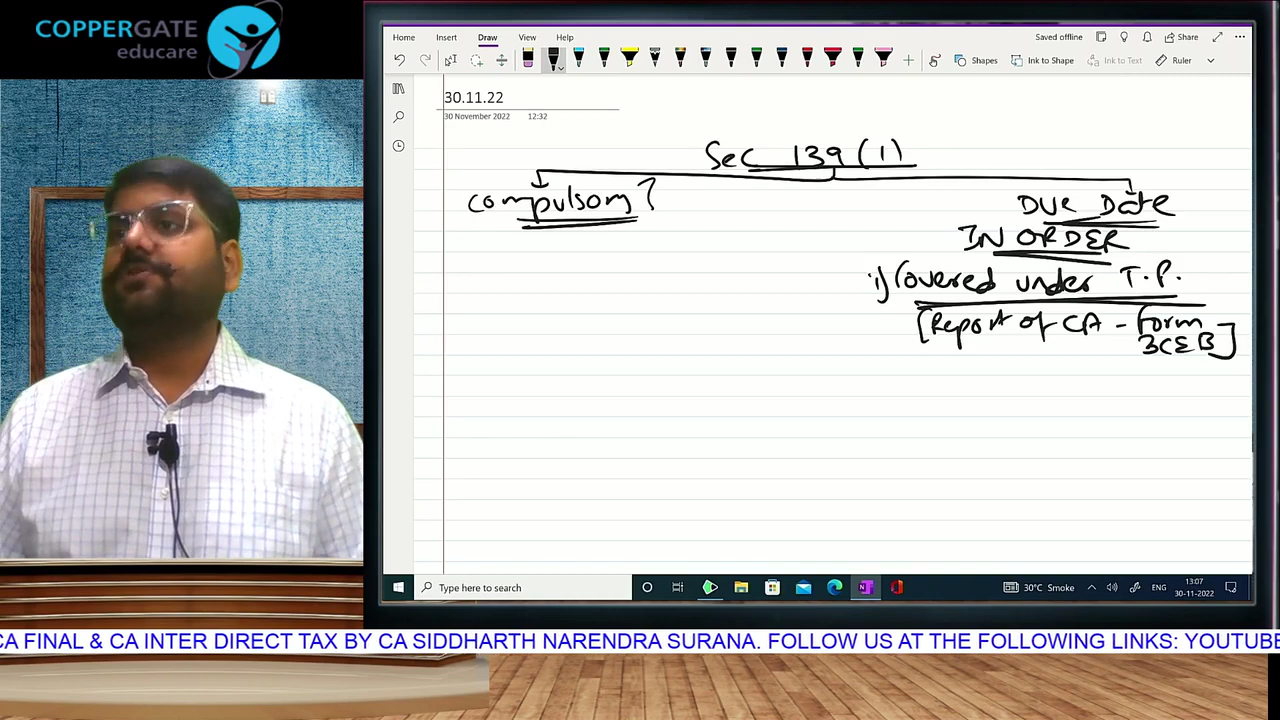 COPPERGATE
educare
Home Insert Draw View Help
Saved offline Share
Shapes Ink to Shape Ink to Text Ruler
30.11.22
30 November 2022 12:32
Sec 139(1)
compulsory?
DUE Date
IN ORDER
i) Covered under T.P.
[Report of CA - Form
3CEB]
Type here to search
30°C Smoke ENG 13:07
30-11-2022
CA FINAL & CA INTER DIRECT TAX BY CA SIDDHARTH NARENDRA SURANA. FOLLOW US AT THE FOLLOWING LINKS: YOUTUBE